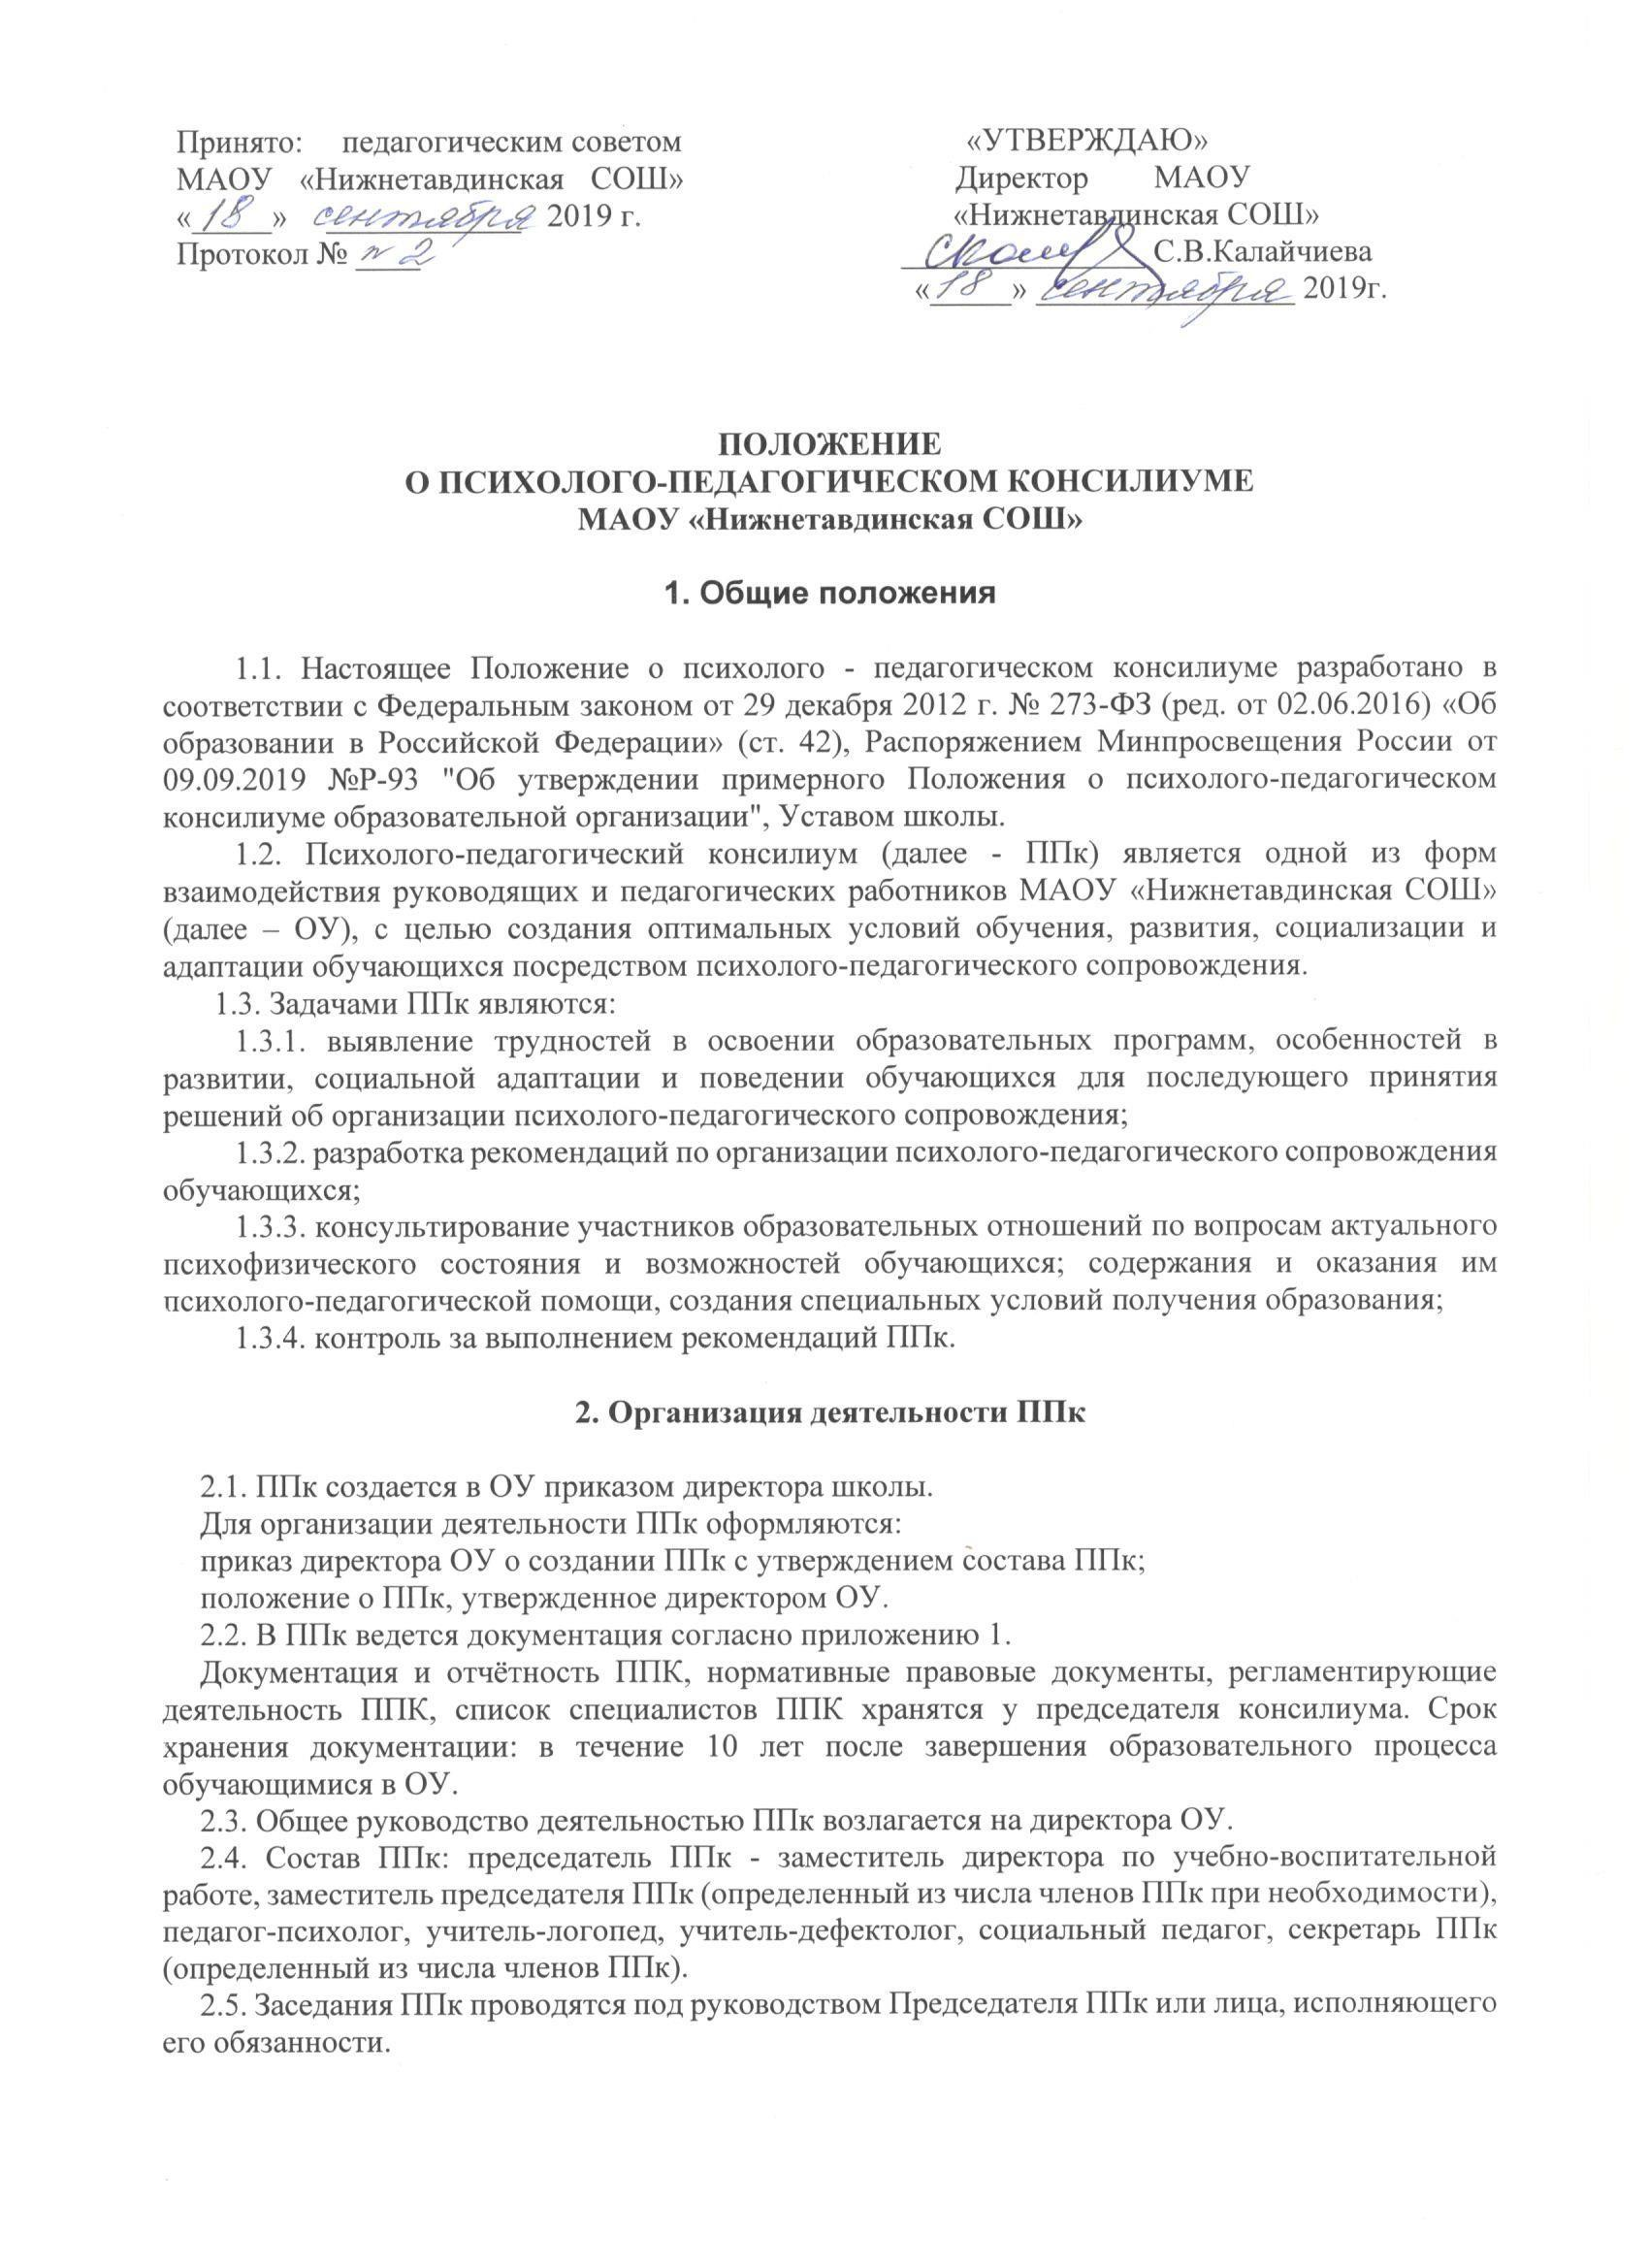 Принято: педагогическим советом
МАОУ «Нижнетавдинская СОШ»
«18» сентября 2019 г.
Протокол № n 2
«УТВЕРЖДАЮ»
Директор МАОУ
«Нижнетавдинская СОШ»
С.В.Калайчиева
«18» сентября 2019г.
ПОЛОЖЕНИЕ
О ПСИХОЛОГО-ПЕДАГОГИЧЕСКОМ КОНСИЛИУМЕ
МАОУ «Нижнетавдинская СОШ»
1. Общие положения
1.1. Настоящее Положение о психолого - педагогическом консилиуме разработано в
соответствии с Федеральным законом от 29 декабря 2012 г. № 273-ФЗ (ред. от 02.06.2016) «Об
образовании в Российской Федерации» (ст. 42), Распоряжением Минпросвещения России от
09.09.2019 №Р-93 "Об утверждении примерного Положения о психолого-педагогическом
консилиуме образовательной организации", Уставом школы.
1.2. Психолого-педагогический консилиум (далее - ППк) является одной из форм
взаимодействия руководящих и педагогических работников МАОУ «Нижнетавдинская СОШ»
(далее – ОУ), с целью создания оптимальных условий обучения, развития, социализации и
адаптации обучающихся посредством психолого-педагогического сопровождения.
1.3. Задачами ППк являются:
1.3.1. выявление трудностей в освоении образовательных программ, особенностей в
развитии, социальной адаптации и поведении обучающихся для последующего принятия
решений об организации психолого-педагогического сопровождения;
1.3.2. разработка рекомендаций по организации психолого-педагогического сопровождения
обучающихся;
1.3.3. консультирование участников образовательных отношений по вопросам актуального
психофизического состояния и возможностей обучающихся; содержания и оказания им
психолого-педагогической помощи, создания специальных условий получения образования;
1.3.4. контроль за выполнением рекомендаций ППк.
2. Организация деятельности ППк
2.1. ППк создается в ОУ приказом директора школы.
Для организации деятельности ППк оформляются:
приказ директора ОУ о создании ППк с утверждением состава ППк;
положение о ППк, утвержденное директором ОУ.
2.2. В ППк ведется документация согласно приложению 1.
Документация и отчётность ППК, нормативные правовые документы, регламентирующие
деятельность ППК, список специалистов ППК хранятся у председателя консилиума. Срок
хранения документации: в течение 10 лет после завершения образовательного процесса
обучающимися в ОУ.
2.3. Общее руководство деятельностью ППк возлагается на директора ОУ.
2.4. Состав ППк: председатель ППк - заместитель директора по учебно-воспитательной
работе, заместитель председателя ППк (определенный из числа членов ППк при необходимости),
педагог-психолог, учитель-логопед, учитель-дефектолог, социальный педагог, секретарь ППк
(определенный из числа членов ППк).
2.5. Заседания ППк проводятся под руководством Председателя ППк или лица, исполняющего
его обязанности.